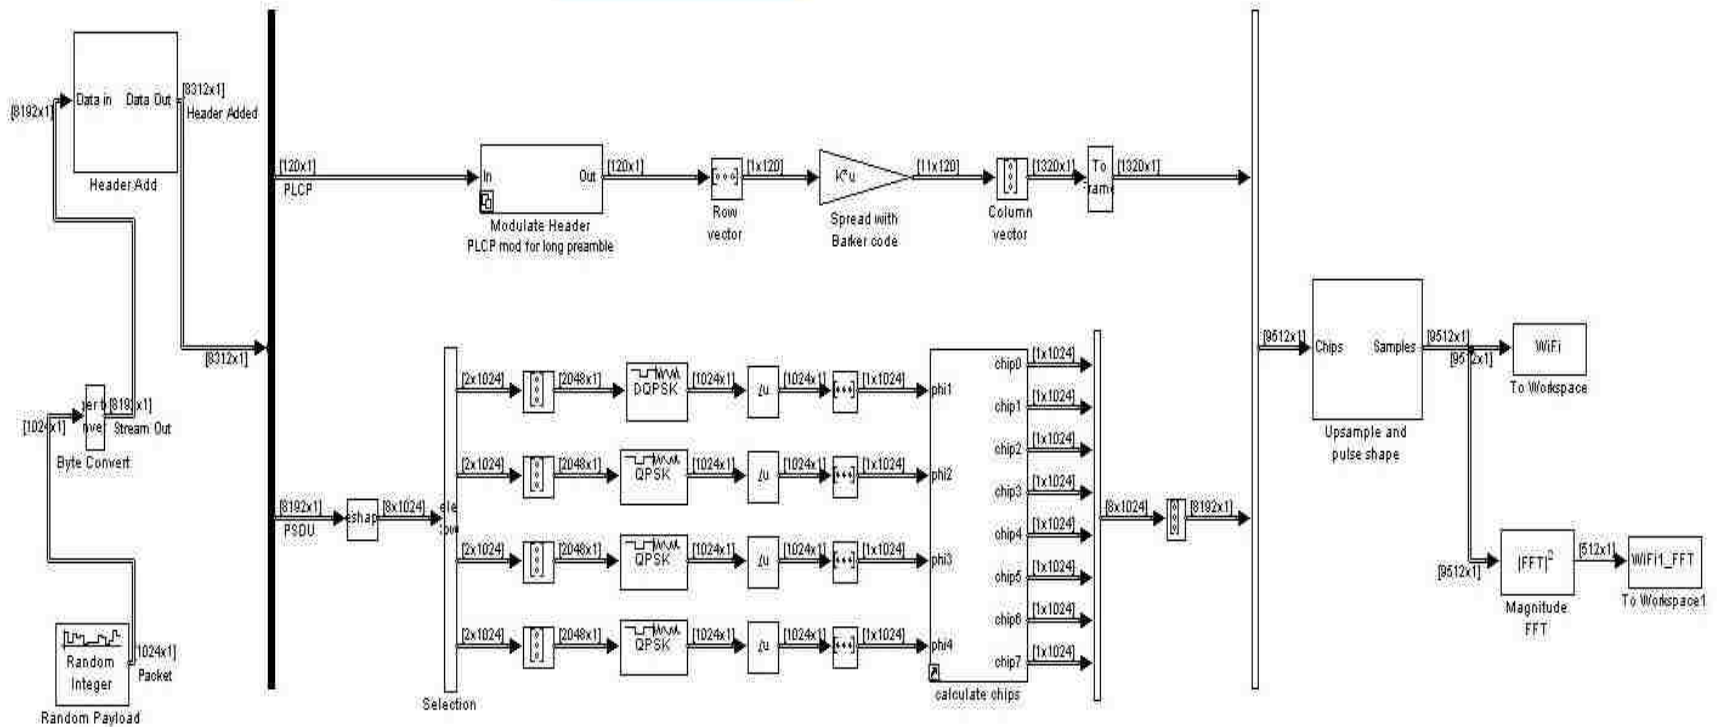 Data in
Data Out
[8192x1]
[8312x1]
Header Added
Header Add
[8312x1]
[1024x1]
[8192x1]
Stream Out
Byte Convert
Random
Integer
[1024x1]
Packet
Random Payload
[120x1]
PLCP
In
Out
Modulate Header
PLCP mod for long preamble
[120x1]
Row
vector
[1x120]
K*u
Spread with
Barker code
[11x120]
Column
vector
[1320x1]
To
[1320x1]
[8192x1]
PSDU
eshap
[8x1024]
Selection
[2x1024]
[2048x1]
DQPSK
[1024x1]
∠u
[1024x1]
[1x1024]
phi1
[2x1024]
[2048x1]
QPSK
[1024x1]
∠u
[1024x1]
[1x1024]
phi2
[2x1024]
[2048x1]
QPSK
[1024x1]
∠u
[1024x1]
[1x1024]
phi3
[2x1024]
[2048x1]
QPSK
[1024x1]
∠u
[1024x1]
[1x1024]
phi4
chip0
[1x1024]
chip1
[1x1024]
chip2
[1x1024]
chip3
[1x1024]
chip4
[1x1024]
chip5
[1x1024]
chip6
[1x1024]
chip7
[1x1024]
calculate chips
[8x1024]
[8192x1]
[9512x1]
Chips
Samples
Upsample and
pulse shape
[9512x1]
[9512x1]
WiFi
To Workspace
[9512x1]
|FFT|²
Magnitude
FFT
[512x1]
WiFi1_FFT
To Workspace1